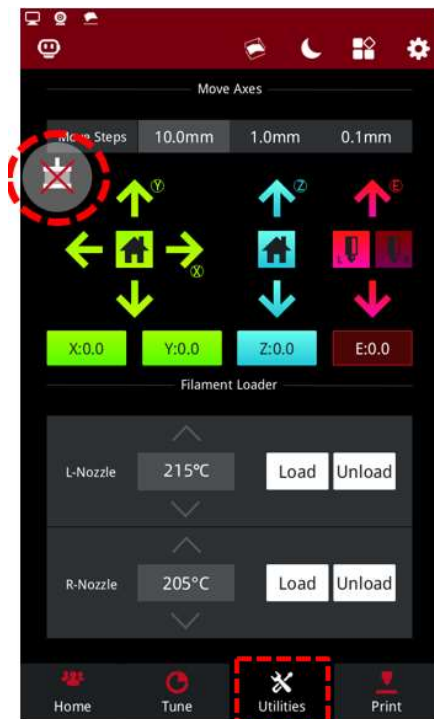 Move Axes
Move Steps 10.0mm 1.0mm 0.1mm
Y Z E
L
X
X:0.0 Y:0.0 Z:0.0 E:0.0
Filament Loader
L-Nozzle 215°C Load Unload
R-Nozzle 205°C Load Unload
Home Tune Utilities Print